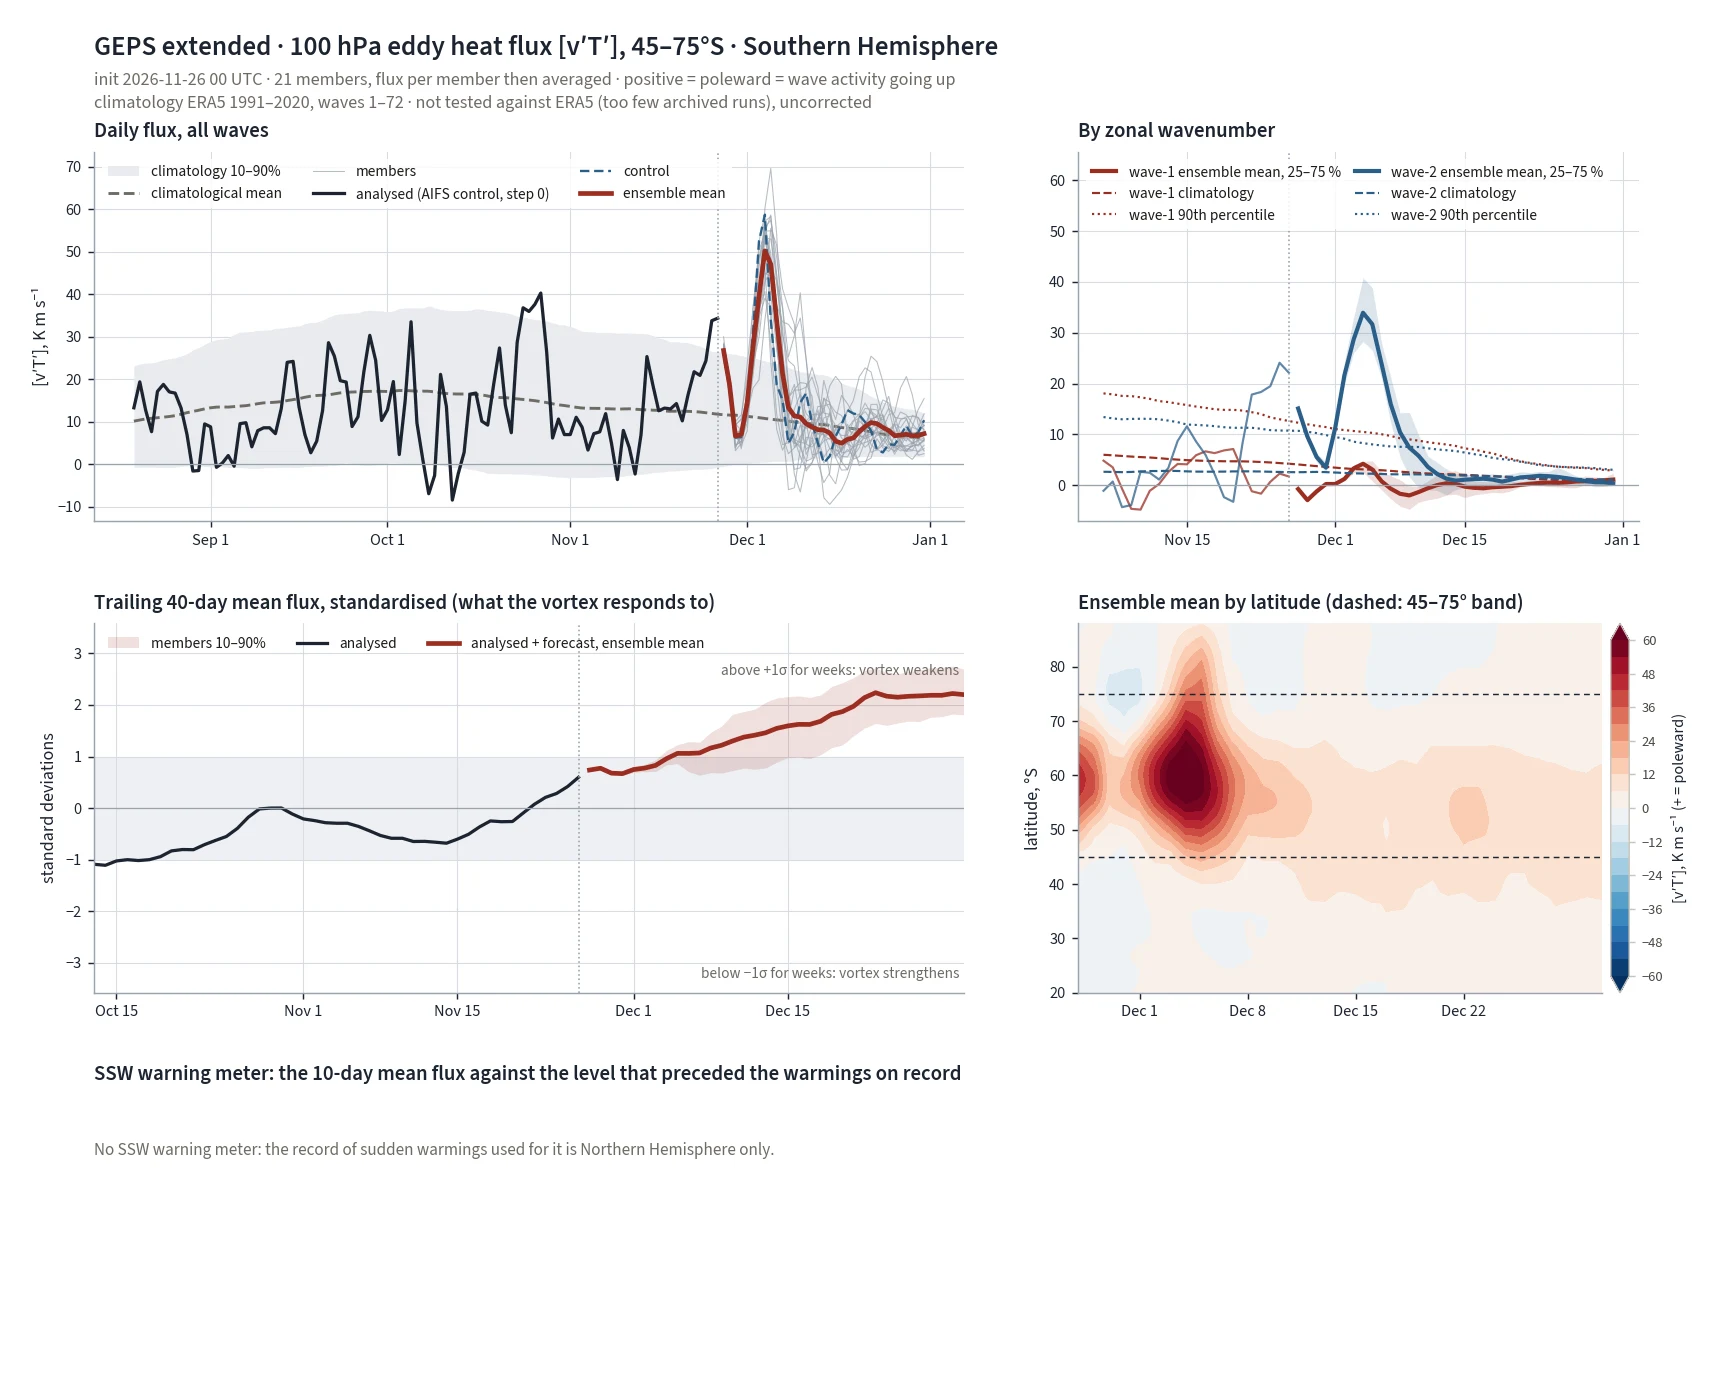 GEPS extended · 100 hPa eddy heat flux [v′T′], 45–75°S · Southern Hemisphere
init 2026-11-26 00 UTC · 21 members, flux per member then averaged · positive = poleward = wave activity going up
climatology ERA5 1991–2020, waves 1–72 · not tested against ERA5 (too few archived runs), uncorrected
Daily flux, all waves
climatology 10–90%
members
control
climatological mean
analysed (AIFS control, step 0)
ensemble mean
[v′T′], K m s⁻¹
70
60
50
40
30
20
10
0
−10
Sep 1
Oct 1
Nov 1
Dec 1
Jan 1
By zonal wavenumber
wave-1 ensemble mean, 25–75 %
wave-2 ensemble mean, 25–75 %
wave-1 climatology
wave-2 climatology
wave-1 90th percentile
wave-2 90th percentile
60
50
40
30
20
10
0
Nov 15
Dec 1
Dec 15
Jan 1
Trailing 40-day mean flux, standardised (what the vortex responds to)
members 10–90%
analysed
analysed + forecast, ensemble mean
above +1σ for weeks: vortex weakens
below −1σ for weeks: vortex strengthens
standard deviations
3
2
1
0
−1
−2
−3
Oct 15
Nov 1
Nov 15
Dec 1
Dec 15
Ensemble mean by latitude (dashed: 45–75° band)
latitude, °S
80
70
60
50
40
30
20
Dec 1
Dec 8
Dec 15
Dec 22
60
48
36
24
12
0
−12
−24
−36
−48
−60
[v′T′], K m s⁻¹ (+ = poleward)
SSW warning meter: the 10-day mean flux against the level that preceded the warmings on record
No SSW warning meter: the record of sudden warmings used for it is Northern Hemisphere only.